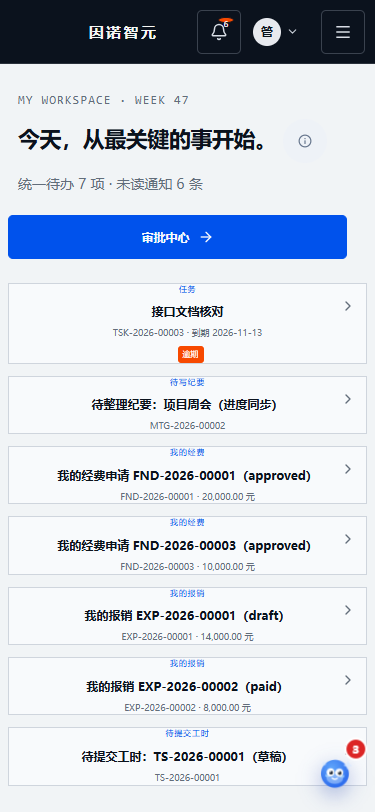 因诺智元
6
管
MY WORKSPACE · WEEK 47
今天，从最关键的事开始。
统一待办 7 项 · 未读通知 6 条
审批中心
任务
接口文档核对
TSK-2026-00003 · 到期 2026-11-13
逾期
待写纪要
待整理纪要：项目周会（进度同步）
MTG-2026-00002
我的经费
我的经费申请 FND-2026-00001（approved）
FND-2026-00001 · 20,000.00 元
我的经费
我的经费申请 FND-2026-00003（approved）
FND-2026-00003 · 10,000.00 元
我的报销
我的报销 EXP-2026-00001（draft）
EXP-2026-00001 · 14,000.00 元
我的报销
我的报销 EXP-2026-00002（paid）
EXP-2026-00002 · 8,000.00 元
待提交工时
待提交工时：TS-2026-00001（草稿）
TS-2026-00001
3